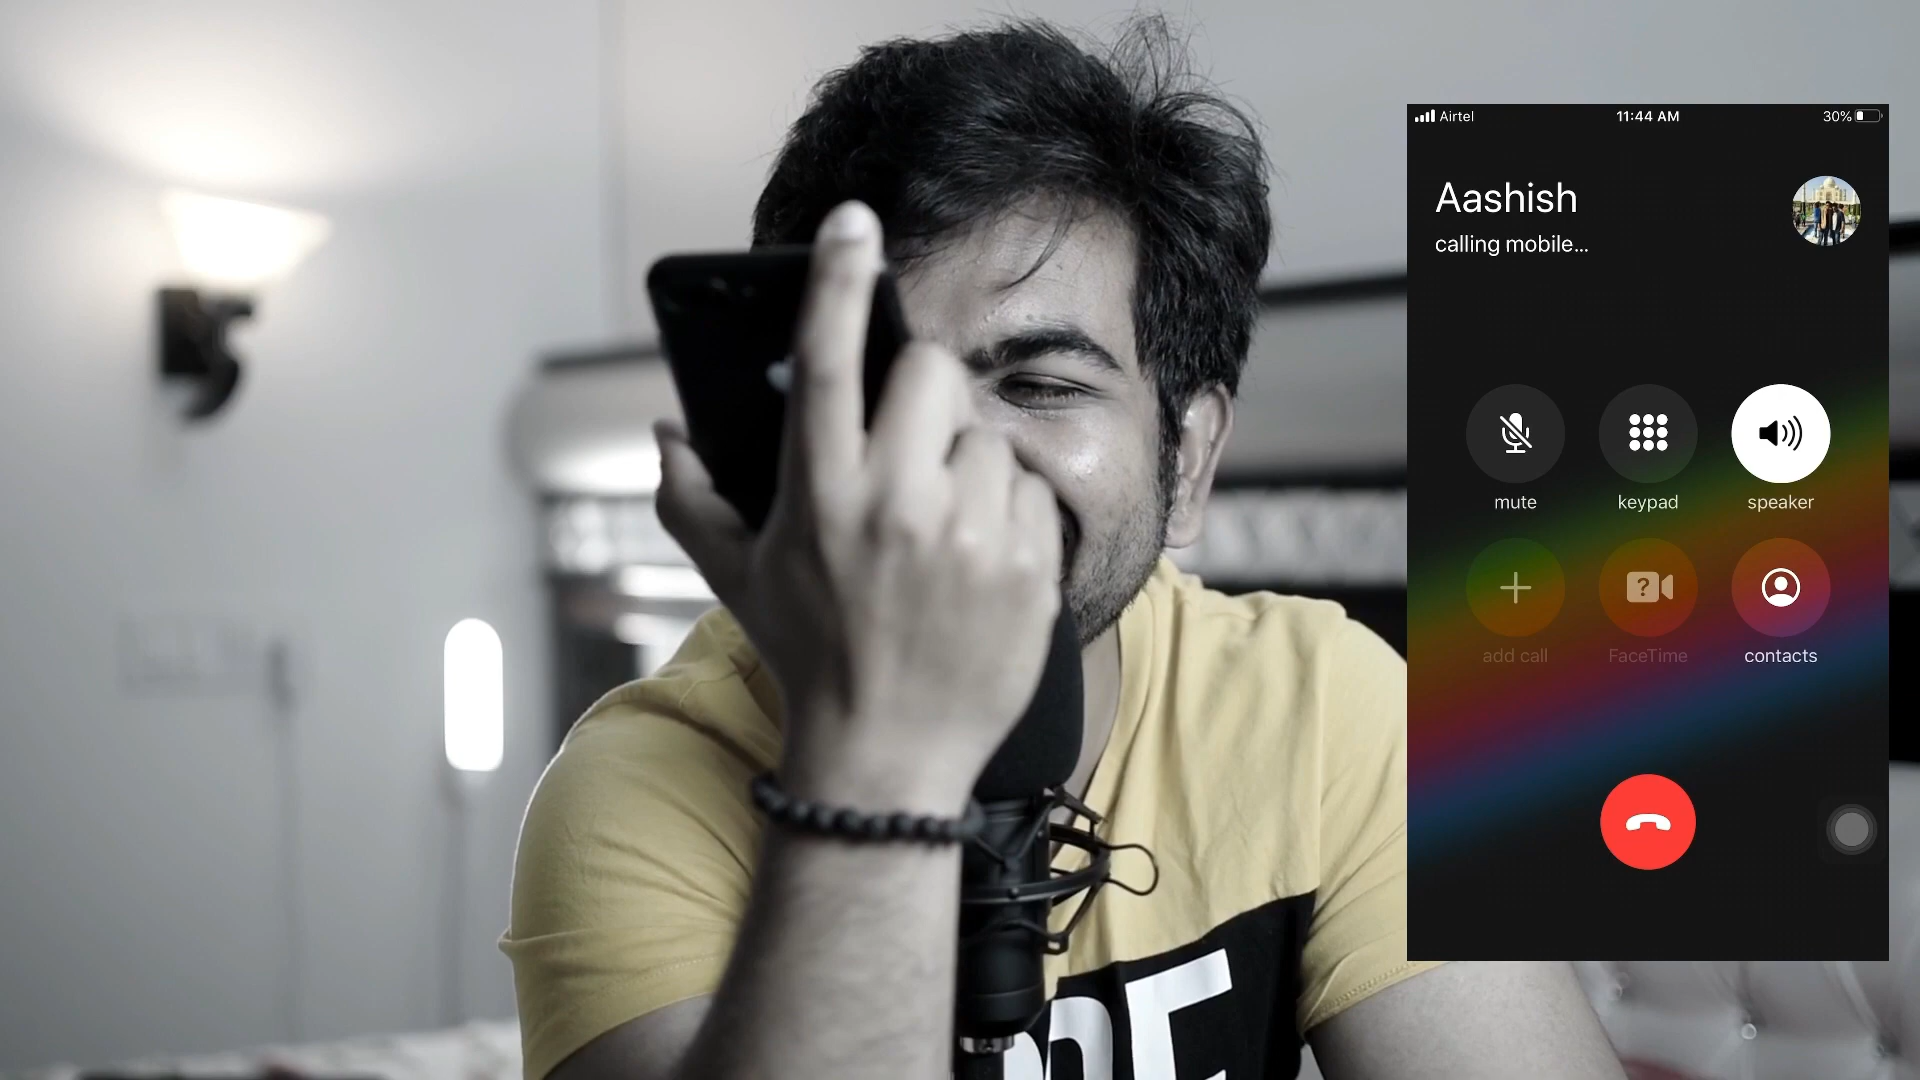 Airtel 11:44 AM 30%
Aashish
calling mobile...
mute keypad speaker
add call FaceTime contacts